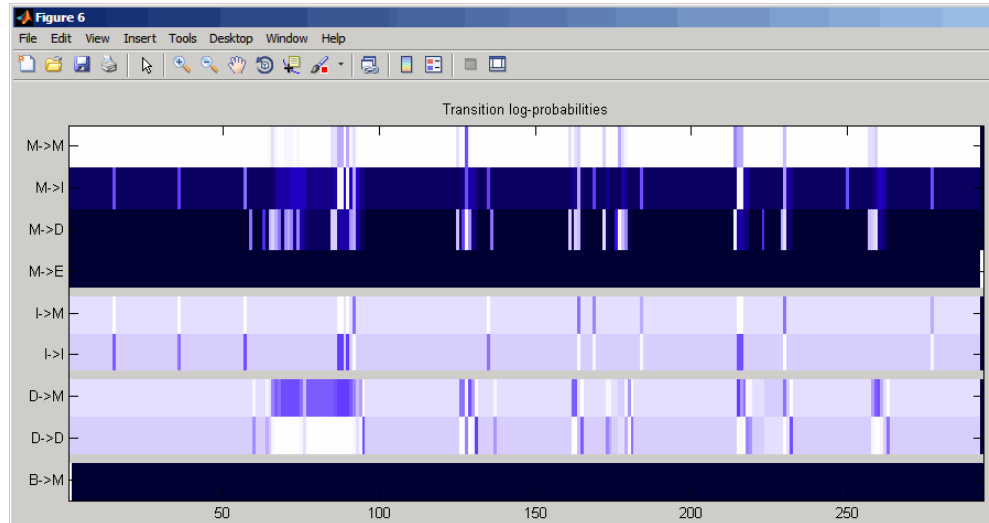 Figure 6
File Edit View Insert Tools Desktop Window Help
Transition log-probabilities
M->M
M->I
M->D
M->E
I->M
I->I
D->M
D->D
B->M
50 100 150 200 250